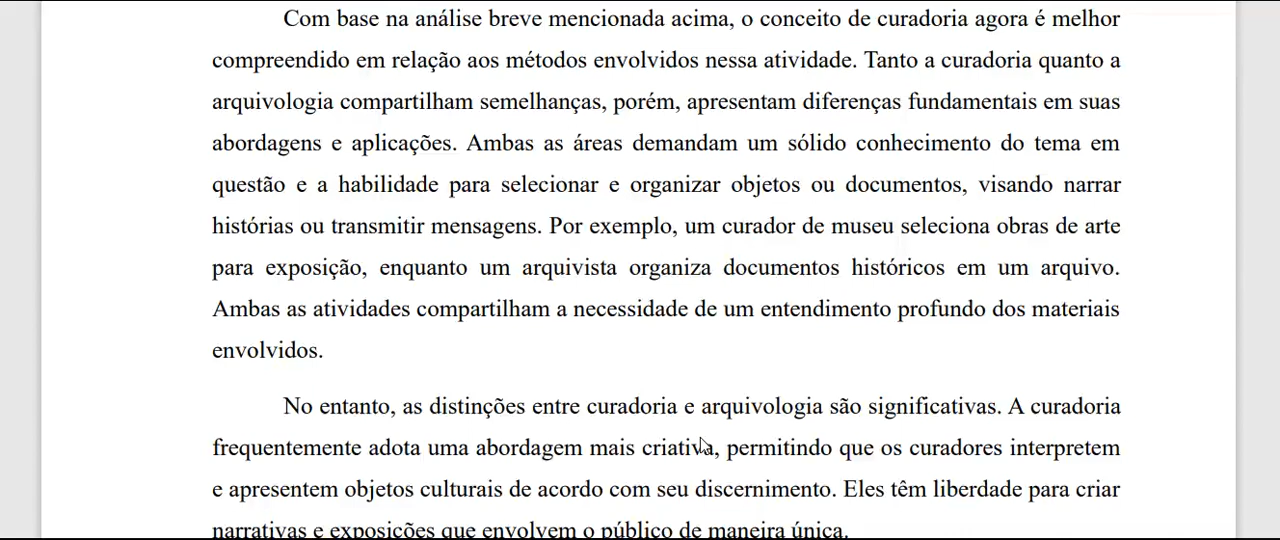 Com base na análise breve mencionada acima, o conceito de curadoria agora é melhor
compreendido em relação aos métodos envolvidos nessa atividade. Tanto a curadoria quanto a
arquivologia compartilham semelhanças, porém, apresentam diferenças fundamentais em suas
abordagens e aplicações. Ambas as áreas demandam um sólido conhecimento do tema em
questão e a habilidade para selecionar e organizar objetos ou documentos, visando narrar
histórias ou transmitir mensagens. Por exemplo, um curador de museu seleciona obras de arte
para exposição, enquanto um arquivista organiza documentos históricos em um arquivo.
Ambas as atividades compartilham a necessidade de um entendimento profundo dos materiais
envolvidos.
No entanto, as distinções entre curadoria e arquivologia são significativas. A curadoria
frequentemente adota uma abordagem mais criativa, permitindo que os curadores interpretem
e apresentem objetos culturais de acordo com seu discernimento. Eles têm liberdade para criar
narrativas e exposições que envolvem o público de maneira única.